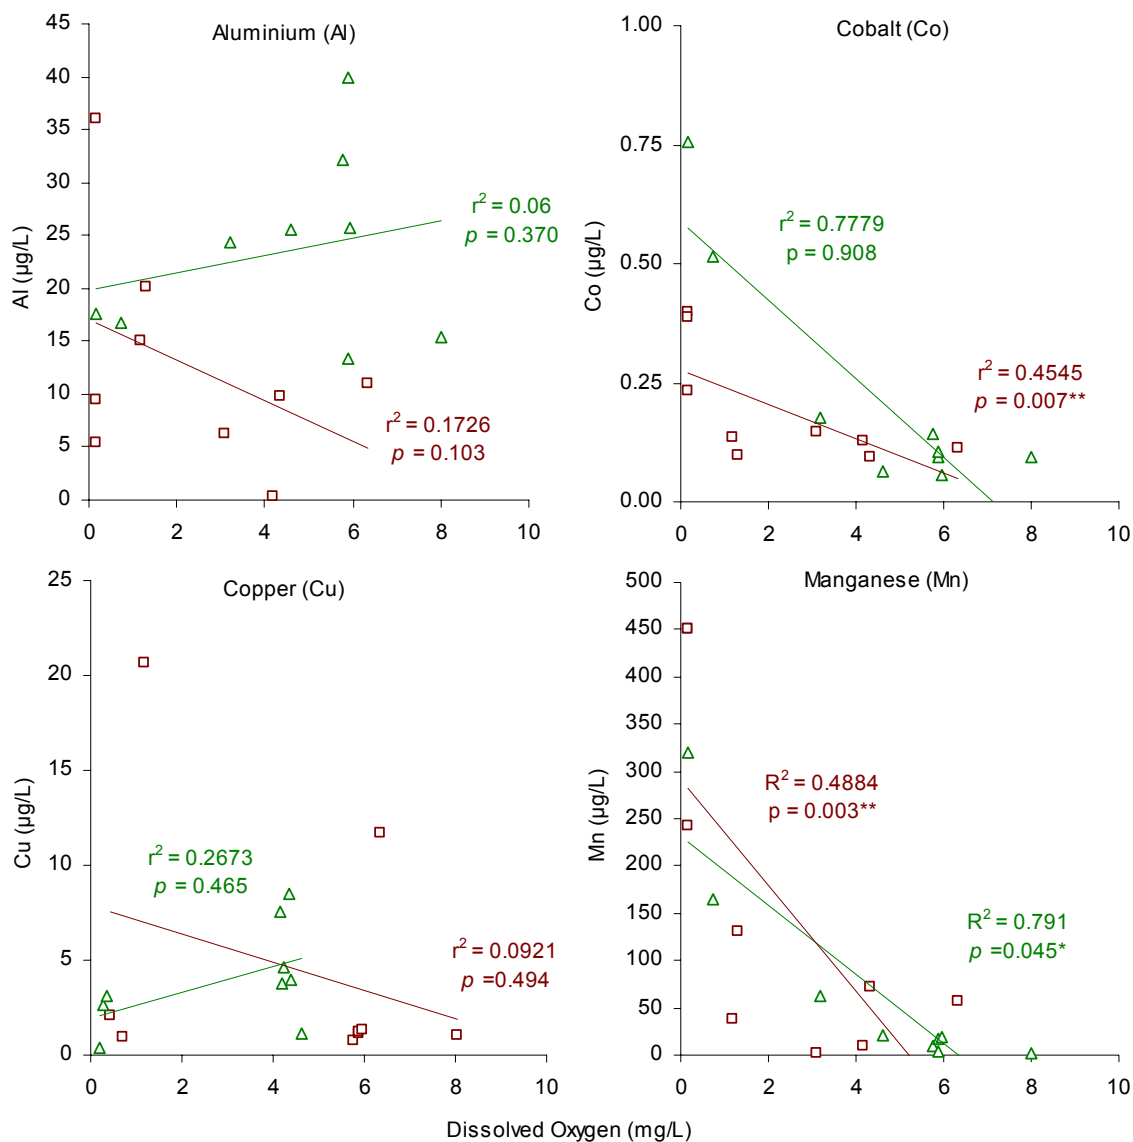 Aluminium (Al)
45
40
35
30
25
20
15
10
5
0
Al (µg/L)
r² = 0.06
p = 0.370
r² = 0.1726
p = 0.103
0 2 4 6 8 10
Cobalt (Co)
1.00
0.75
0.50
0.25
0.00
Co (µg/L)
r² = 0.7779
p = 0.908
r² = 0.4545
p = 0.007**
0 2 4 6 8 10
Copper (Cu)
25
20
15
10
5
0
Cu (µg/L)
r² = 0.2673
p = 0.465
r² = 0.0921
p =0.494
0 2 4 6 8 10
Manganese (Mn)
500
450
400
350
300
250
200
150
100
50
0
Mn (µg/L)
R² = 0.4884
p = 0.003**
R² = 0.791
p =0.045*
0 2 4 6 8 10
Dissolved Oxygen (mg/L)